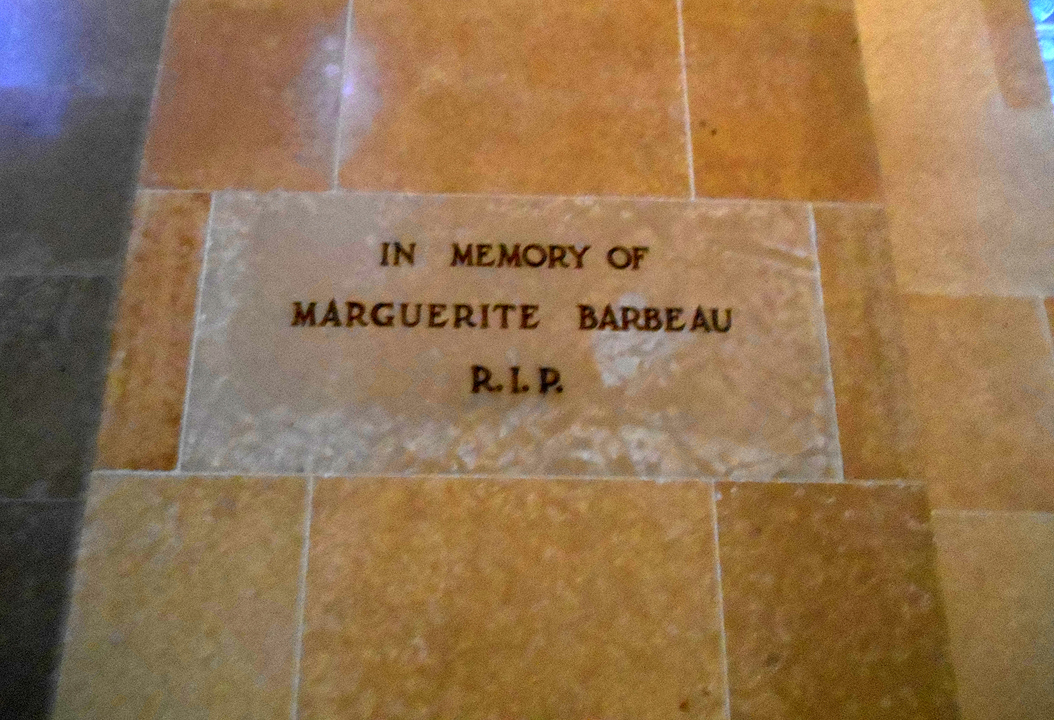 IN MEMORY OF
MARGUERITE BARBEAU
R.I.P.